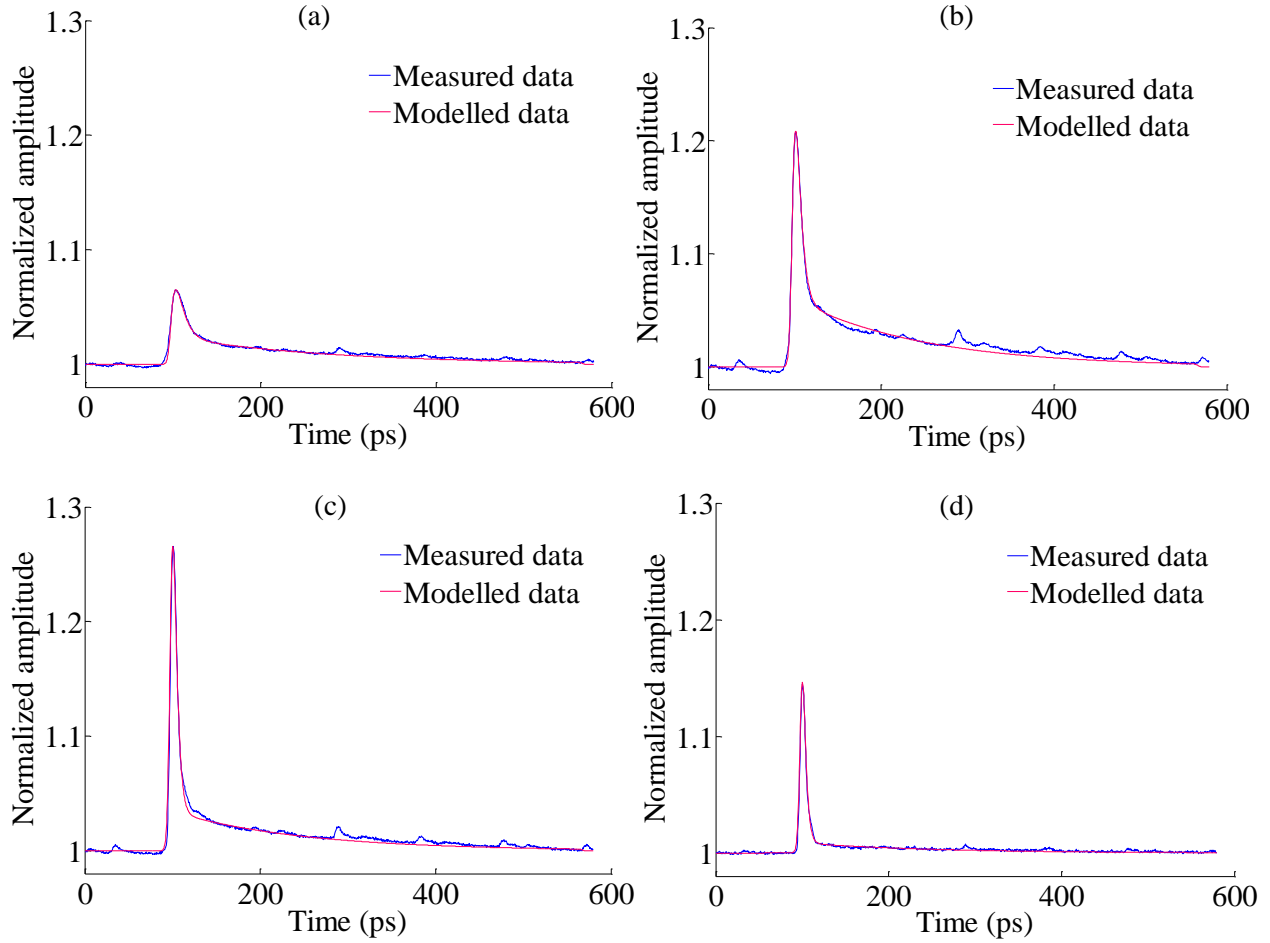 (a)
1.3
1.2
1.1
1
Normalized amplitude
Measured data
Modelled data
0
200
400
600
Time (ps)
(b)
1.3
1.2
1.1
1
Normalized amplitude
Measured data
Modelled data
0
200
400
600
Time (ps)
(c)
1.3
1.2
1.1
1
Normalized amplitude
Measured data
Modelled data
0
200
400
600
Time (ps)
(d)
1.3
1.2
1.1
1
Normalized amplitude
Measured data
Modelled data
0
200
400
600
Time (ps)